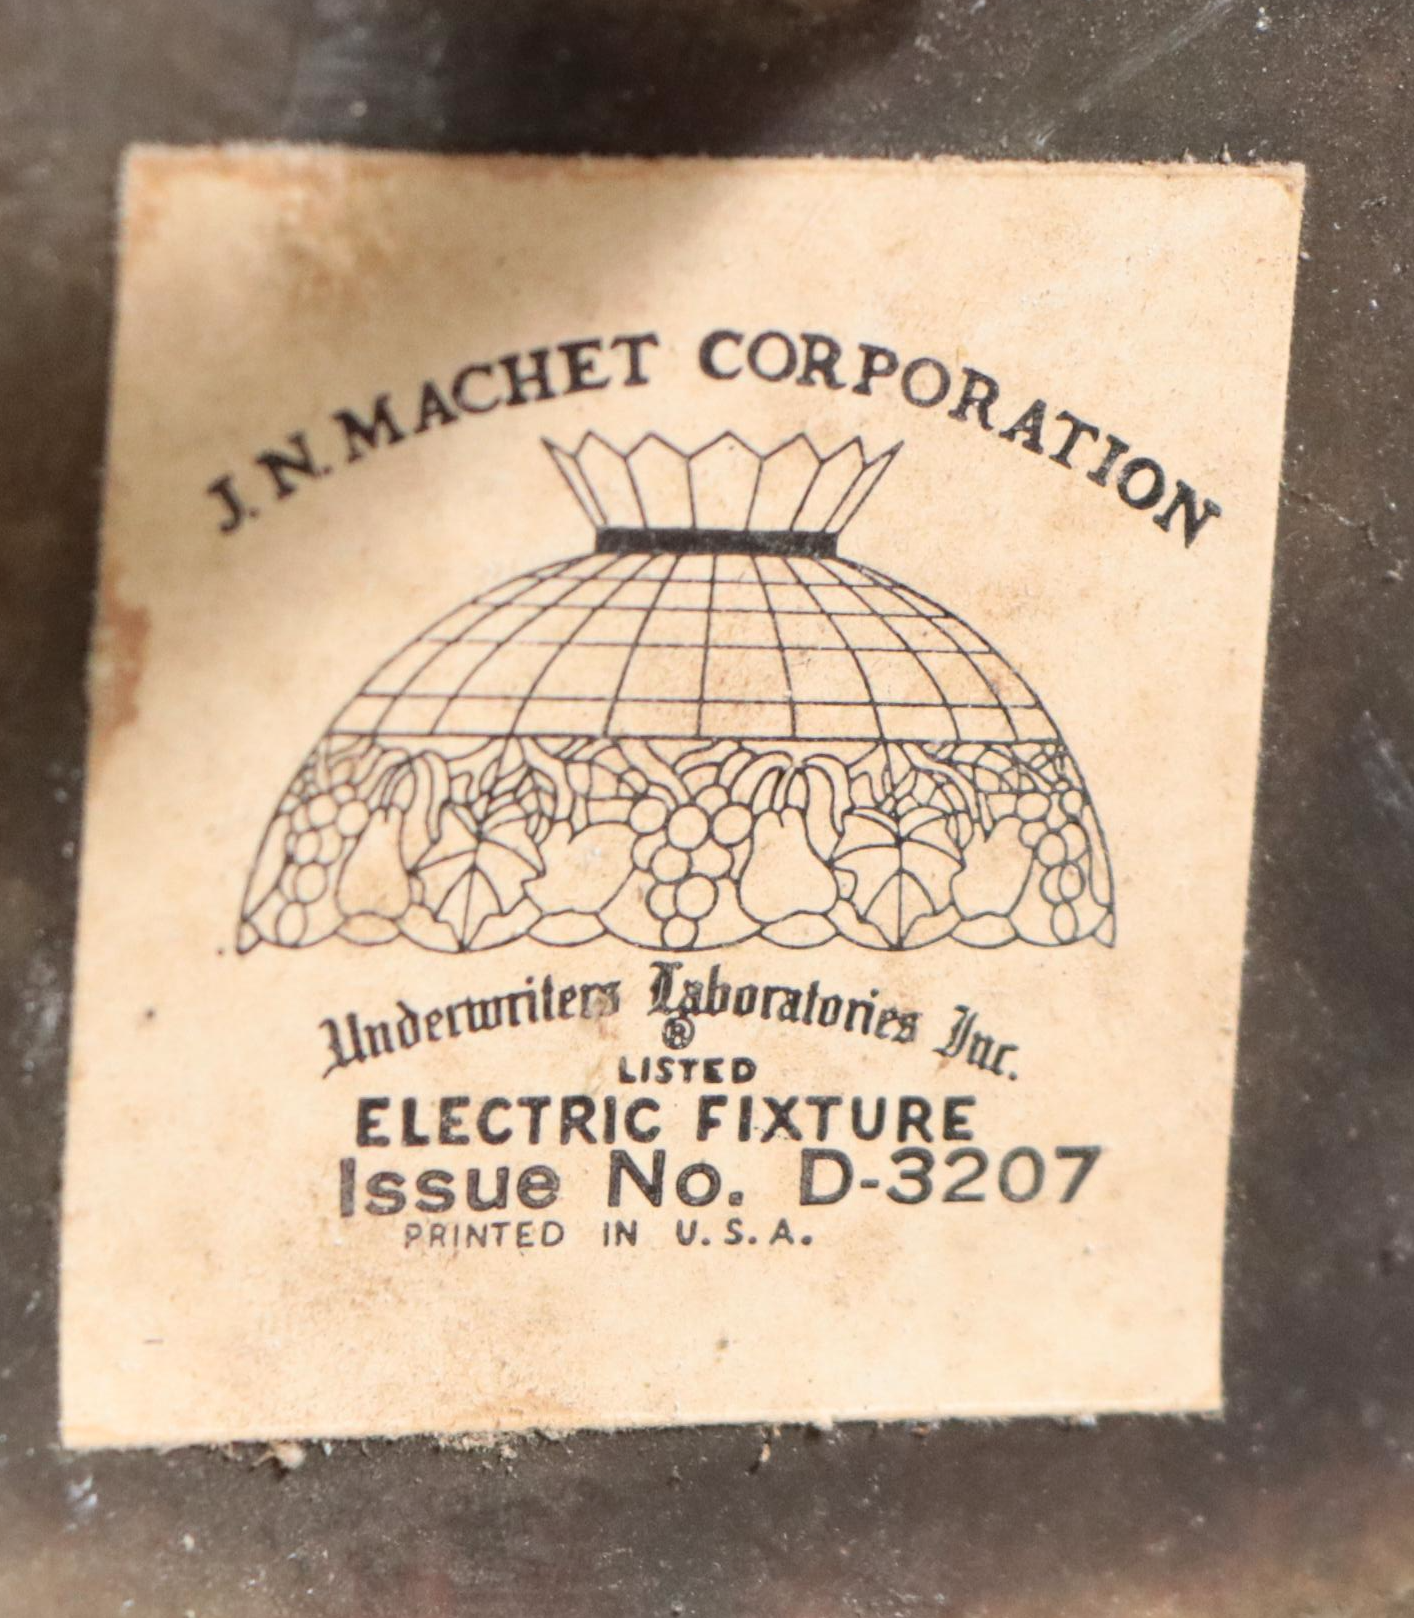 J. N. MACHET CORPORATION
Underwriters Laboratories Inc.
®
LISTED
ELECTRIC FIXTURE
Issue No. D-3207
PRINTED IN U.S.A.